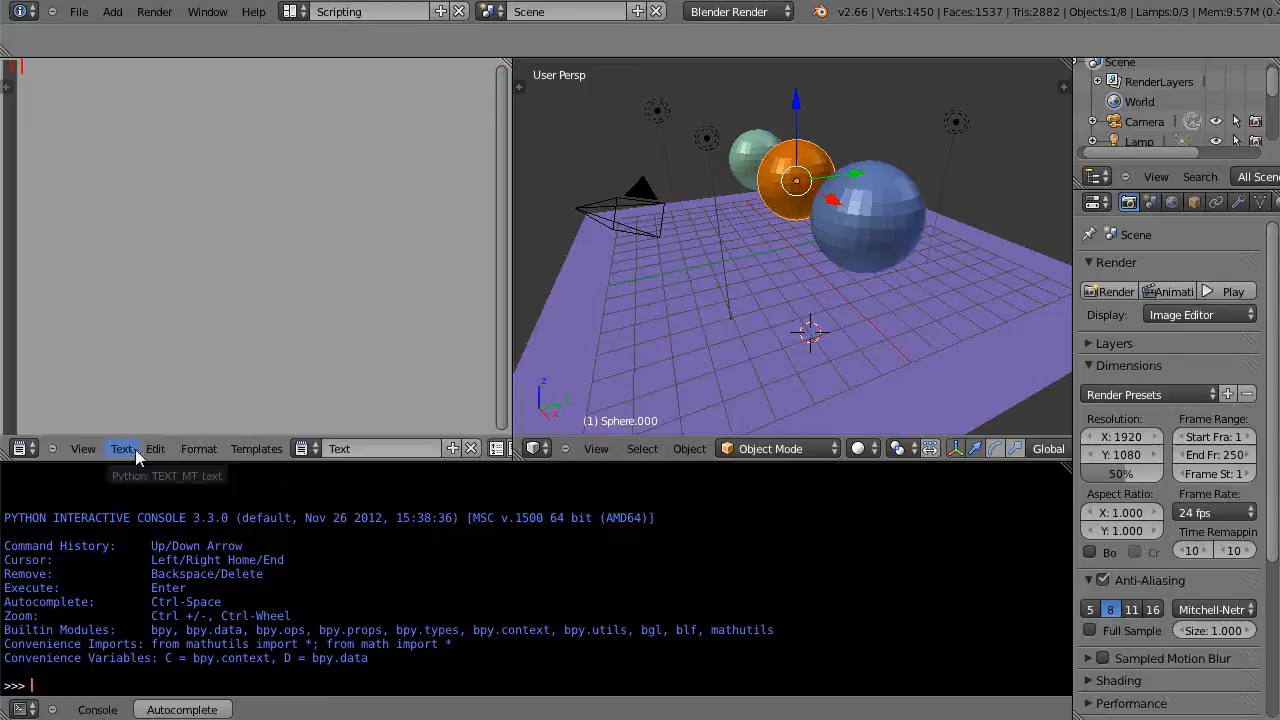 File Add Render Window Help Scripting Scene Blender Render v2.66 | Verts:1450 | Faces:1537 | Tris:2882 | Objects:1/8 | Lamps:0/3 | Mem:9.57M
User Persp
Scene
RenderLayers
World
Camera
Lamp
View Search All Scen
Scene
Render
Render Animati Play
Display: Image Editor
Layers
Dimensions
Render Presets
Resolution: Frame Range:
X: 1920 Start Fra: 1
Y: 1080 End Fr: 250
50% Frame St: 1
Aspect Ratio: Frame Rate:
X: 1.000 24 fps
Y: 1.000 Time Remappin
Bo Cr 10 10
Anti-Aliasing
5 8 11 16 Mitchell-Netr
Full Sample Size: 1.000
Sampled Motion Blur
Shading
Performance
z
x
(1) Sphere.000
View Text Edit Format Templates Text
View Select Object Object Mode Global
Python: TEXT_MT_text
PYTHON INTERACTIVE CONSOLE 3.3.0 (default, Nov 26 2012, 15:38:36) [MSC v.1500 64 bit (AMD64)]
Command History: Up/Down Arrow
Cursor: Left/Right Home/End
Remove: Backspace/Delete
Execute: Enter
Autocomplete: Ctrl-Space
Zoom: Ctrl +/-, Ctrl-Wheel
Builtin Modules: bpy, bpy.data, bpy.ops, bpy.props, bpy.types, bpy.context, bpy.utils, bgl, blf, mathutils
Convenience Imports: from mathutils import *; from math import *
Convenience Variables: C = bpy.context, D = bpy.data
>>>
Console Autocomplete